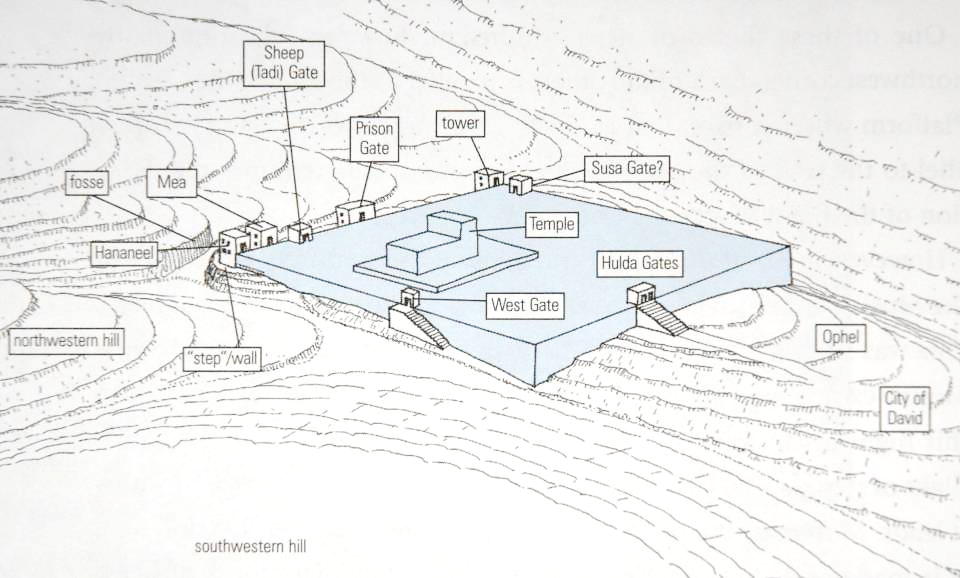 Sheep
(Tadi) Gate
Prison
Gate
tower
Susa Gate?
fosse
Mea
Temple
Hananeel
Hulda Gates
West Gate
northwestern hill
"step"/wall
Ophel
City of
David
southwestern hill